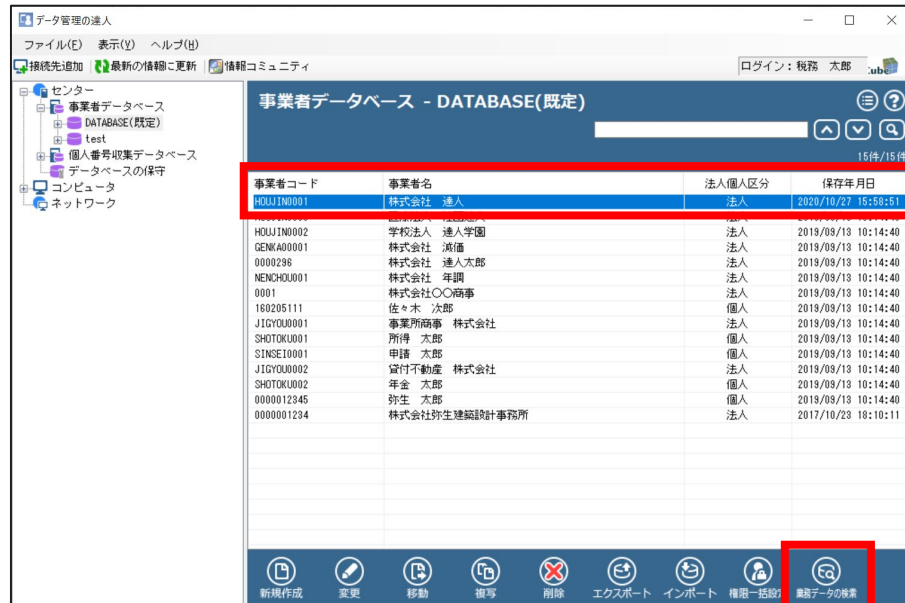 データ管理の達人
ファイル(F) 表示(V) ヘルプ(H)
接続先追加 最新の情報に更新 情報コミュニティ
ログイン：税務 太郎
センター
事業者データベース
DATABASE(既定)
test
個人番号収集データベース
データベースの保守
コンピュータ
ネットワーク
事業者データベース - DATABASE(既定)
15件/15件
事業者コード 事業者名 法人個人区分 保存年月日
HOUJIN0001 株式会社 達人 法人 2020/10/27 15:58:51
HOUJIN0002 学校法人 達人学園 法人 2019/09/13 10:14:40
GENKA00001 株式会社 減価 法人 2019/09/13 10:14:40
0000296 株式会社 達人太郎 法人 2019/09/13 10:14:40
NENCHOU001 株式会社 年調 法人 2019/09/13 10:14:40
0001 株式会社〇〇商事 法人 2019/09/13 10:14:40
160205111 佐々木 次郎 個人 2019/09/13 10:14:40
JIGYOU0001 事業所商事 株式会社 法人 2019/09/13 10:14:40
SHOTOKU001 所得 太郎 個人 2019/09/13 10:14:40
SINSEI0001 申請 太郎 個人 2019/09/13 10:14:40
JIGYOU0002 貸付不動産 株式会社 法人 2019/09/13 10:14:40
SHOTOKU002 年金 太郎 個人 2019/09/13 10:14:40
0000012345 弥生 太郎 個人 2019/09/13 10:14:40
0000001234 株式会社弥生建築設計事務所 法人 2017/10/23 18:10:11
新規作成 変更 移動 複写 削除 エクスポート インポート 権限一括設定 業務データの検索